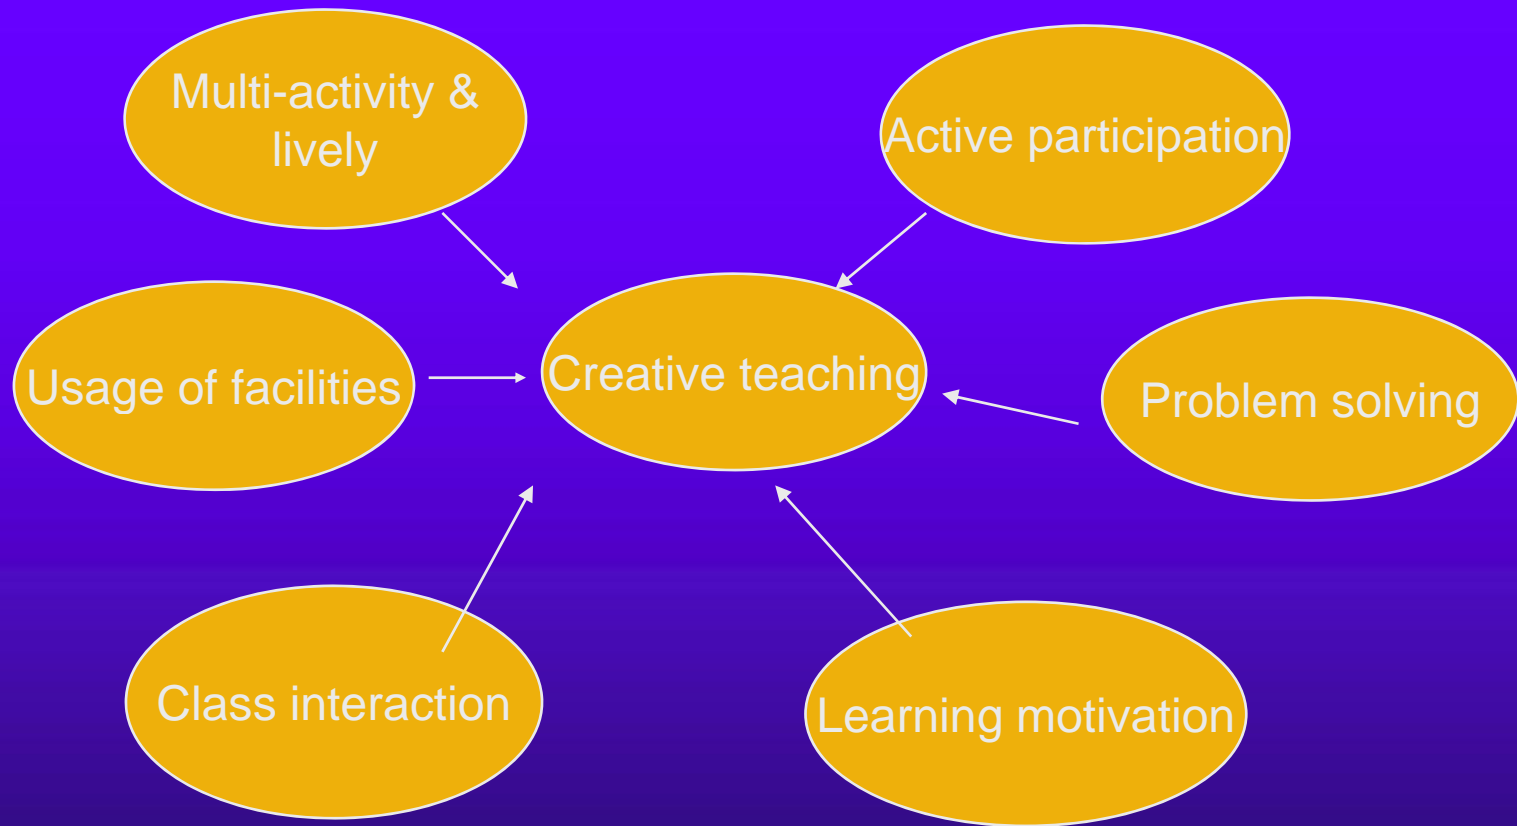 Multi-activity &
lively
Active participation
Usage of facilities
Creative teaching
Problem solving
Class interaction
Learning motivation